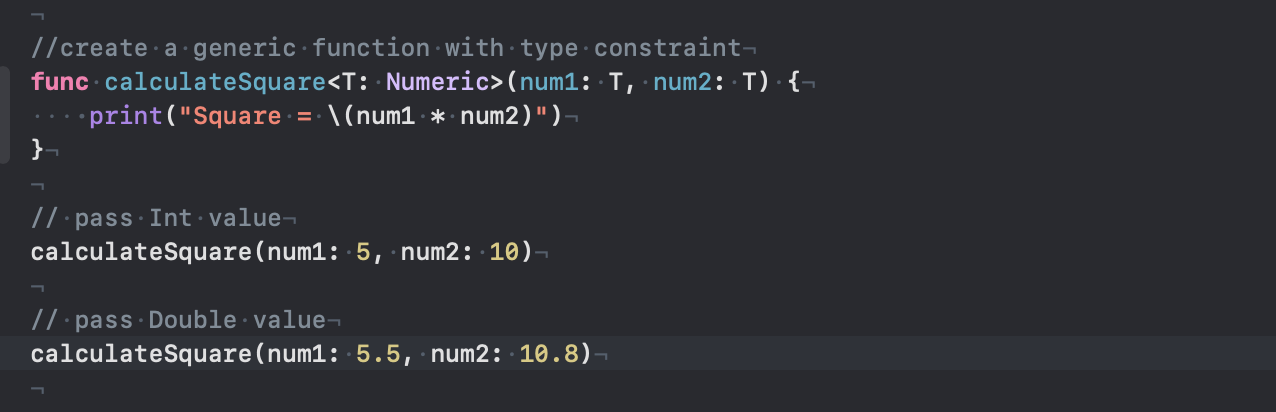 //create a generic function with type constraint
func calculateSquare<T: Numeric>(num1: T, num2: T) {
    print("Square = \(num1 * num2)")
}
// pass Int value
calculateSquare(num1: 5, num2: 10)
// pass Double value
calculateSquare(num1: 5.5, num2: 10.8)